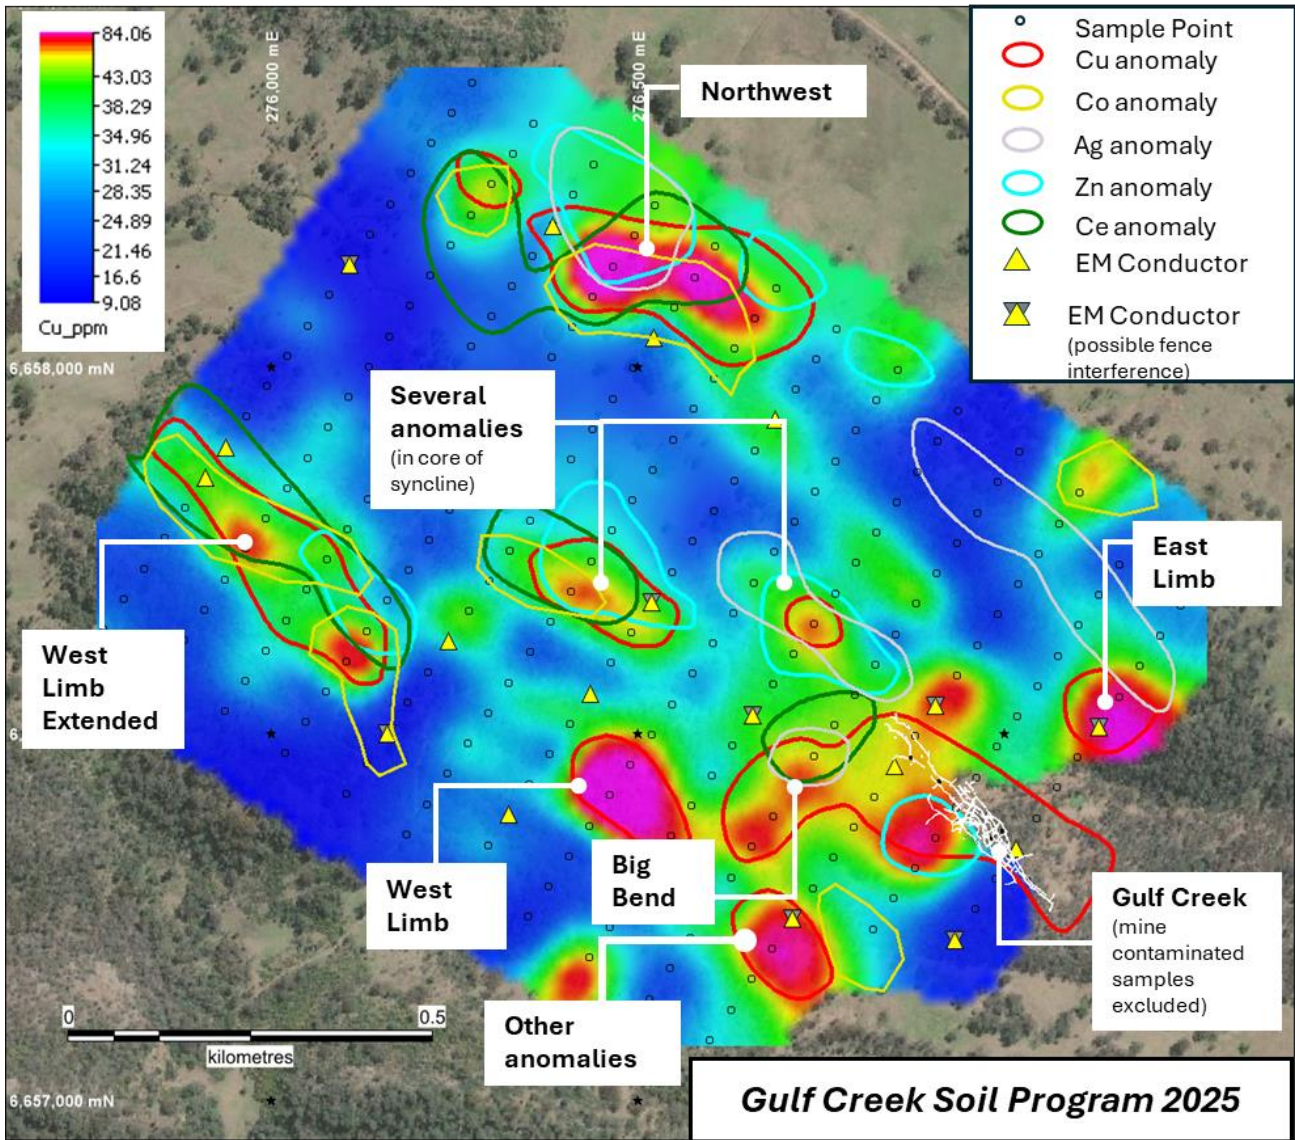 84.06
43.03
38.29
34.96
31.24
28.35
24.89
21.46
16.6
9.08
Cu_ppm
276,000 mE
276,500 mE
Northwest
Sample Point
Cu anomaly
Co anomaly
Ag anomaly
Zn anomaly
Ce anomaly
EM Conductor
EM Conductor
(possible fence
interference)
6,658,000 mN
Several
anomalies
(in core of
syncline)
East
Limb
West
Limb
Extended
West
Limb
Big
Bend
Gulf Creek
(mine
contaminated
samples
excluded)
Other
anomalies
0
0.5
kilometres
6,657,000 mN
Gulf Creek Soil Program 2025